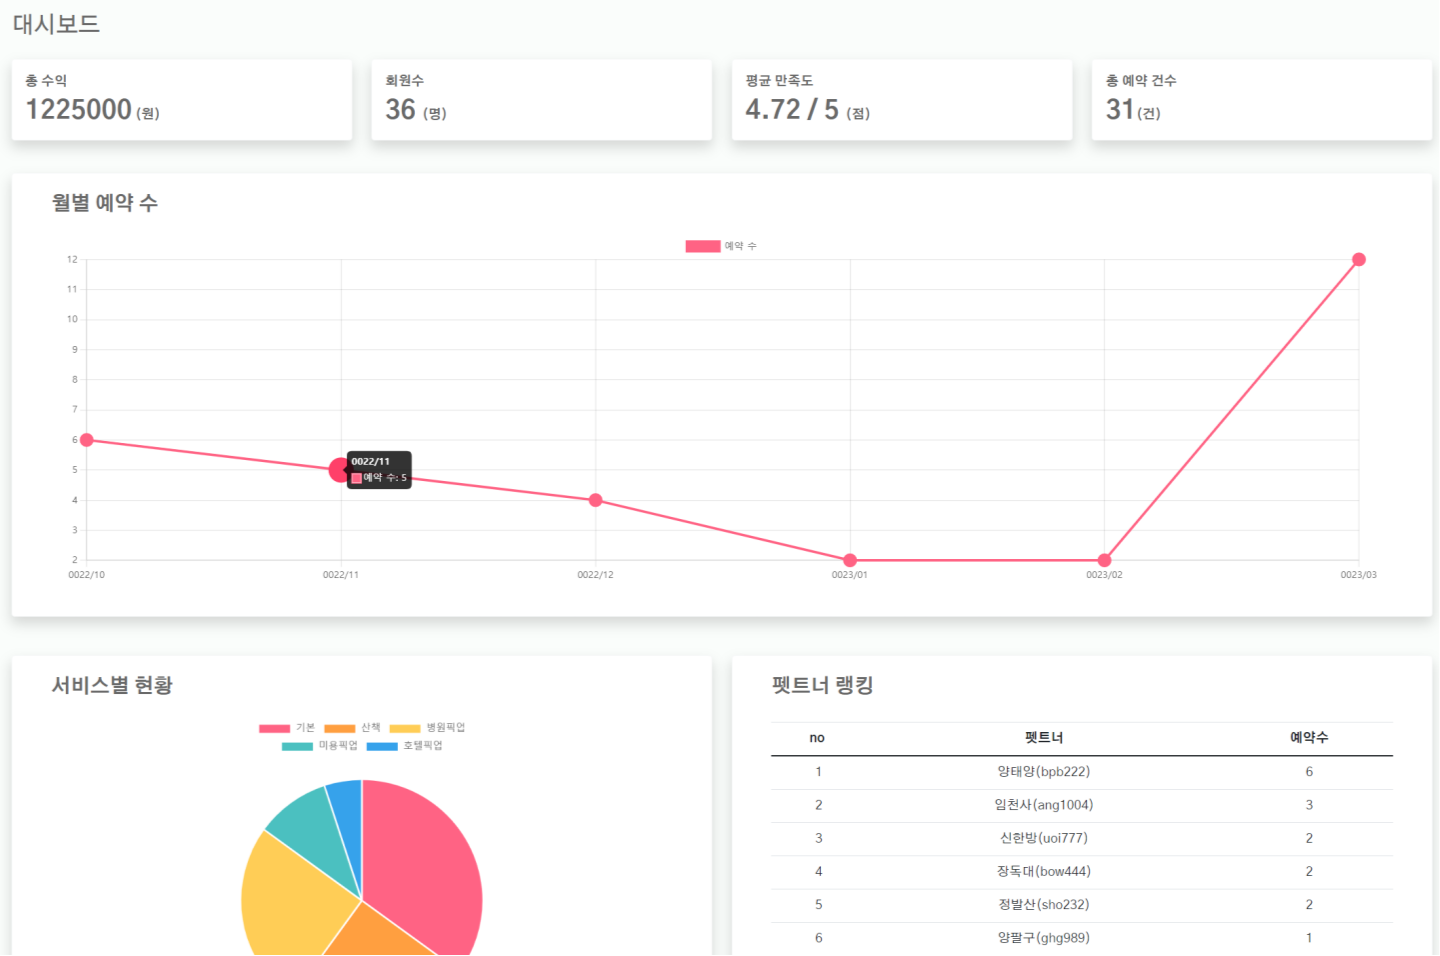 대시보드
총 수익
1225000 (원)
회원수
36 (명)
평균 만족도
4.72 / 5 (점)
총 예약 건수
31(건)
월별 예약 수
예약 수
12
11
10
9
8
7
6
5
4
3
2
0022/11
예약 수: 5
0022/10 0022/11 0022/12 0023/01 0023/02 0023/03
서비스별 현황
기본 산책 병원픽업
미용픽업 호텔픽업
펫트너 랭킹
no 펫트너 예약수
1 양태양(bpb222) 6
2 임천사(ang1004) 3
3 신한방(uoi777) 2
4 장독대(bow444) 2
5 정발산(sho232) 2
6 양팔구(ghg989) 1